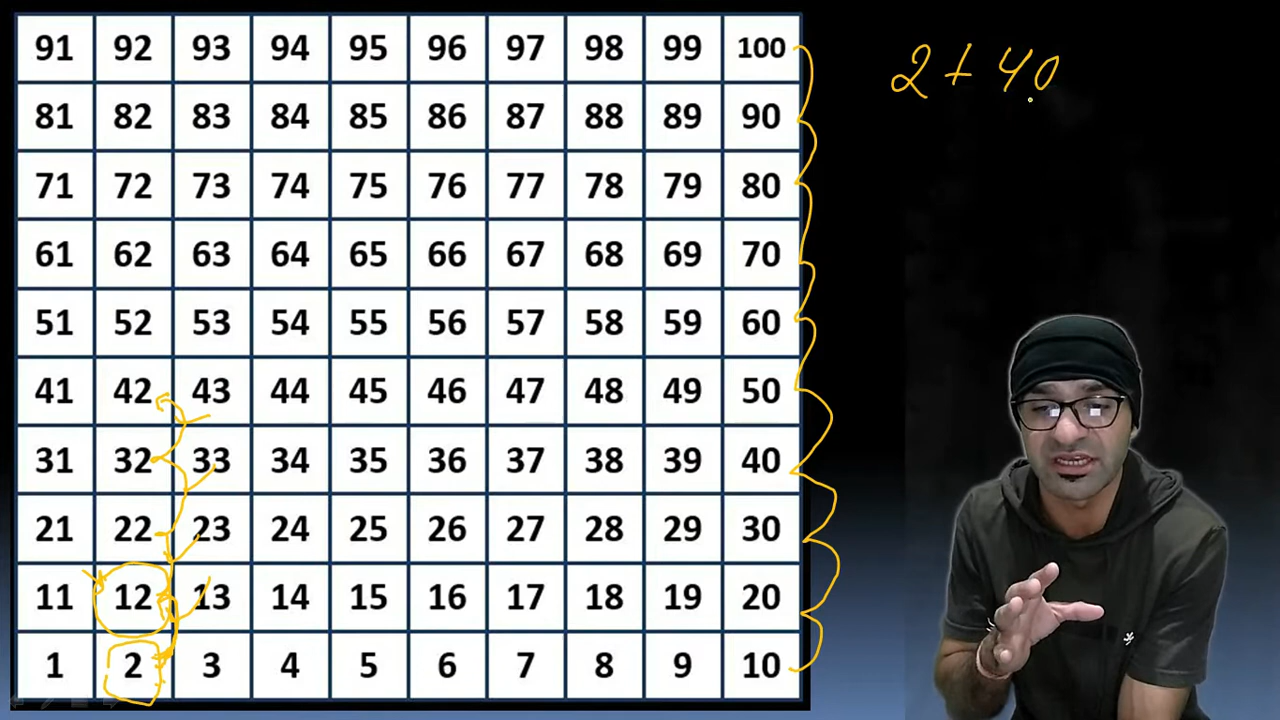 91 92 93 94 95 96 97 98 99 100
81 82 83 84 85 86 87 88 89 90
71 72 73 74 75 76 77 78 79 80
61 62 63 64 65 66 67 68 69 70
51 52 53 54 55 56 57 58 59 60
41 42 43 44 45 46 47 48 49 50
31 32 33 34 35 36 37 38 39 40
21 22 23 24 25 26 27 28 29 30
11 12 13 14 15 16 17 18 19 20
1 2 3 4 5 6 7 8 9 10
2 + 40